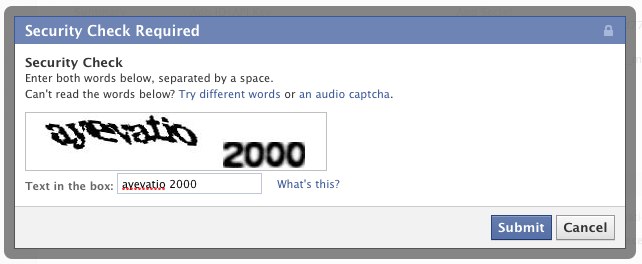 Security Check Required
Security Check
Enter both words below, separated by a space.
Can't read the words below? Try different words or an audio captcha.
ayevatio 2000
Text in the box: avevatio 2000 What's this?
Submit Cancel